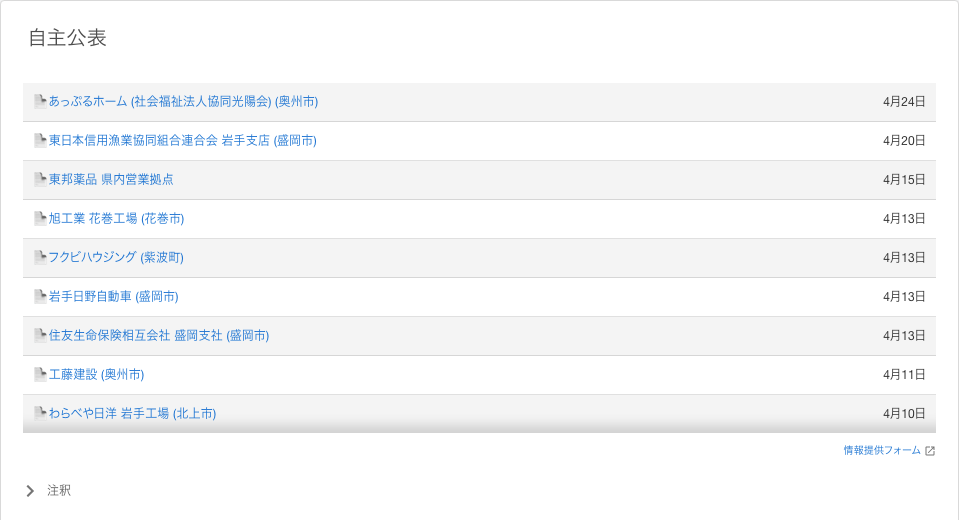 自主公表
あっぷるホーム (社会福祉法人協同光陽会) (奥州市) 4月24日
東日本信用漁業協同組合連合会 岩手支店 (盛岡市) 4月20日
東邦薬品 県内営業拠点 4月15日
旭工業 花巻工場 (花巻市) 4月13日
フクビハウジング (紫波町) 4月13日
岩手日野自動車 (盛岡市) 4月13日
住友生命保険相互会社 盛岡支社 (盛岡市) 4月13日
工藤建設 (奥州市) 4月11日
わらべや日洋 岩手工場 (北上市) 4月10日
情報提供フォーム
注釈